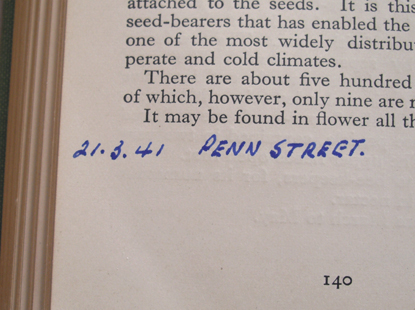 attached to the seeds. It is this
seed-bearers that has enabled the
one of the most widely distribu
perate and cold climates.
There are about five hundred
of which, however, only nine are r
It may be found in flower all th
21.3.41 PENN STREET.
140